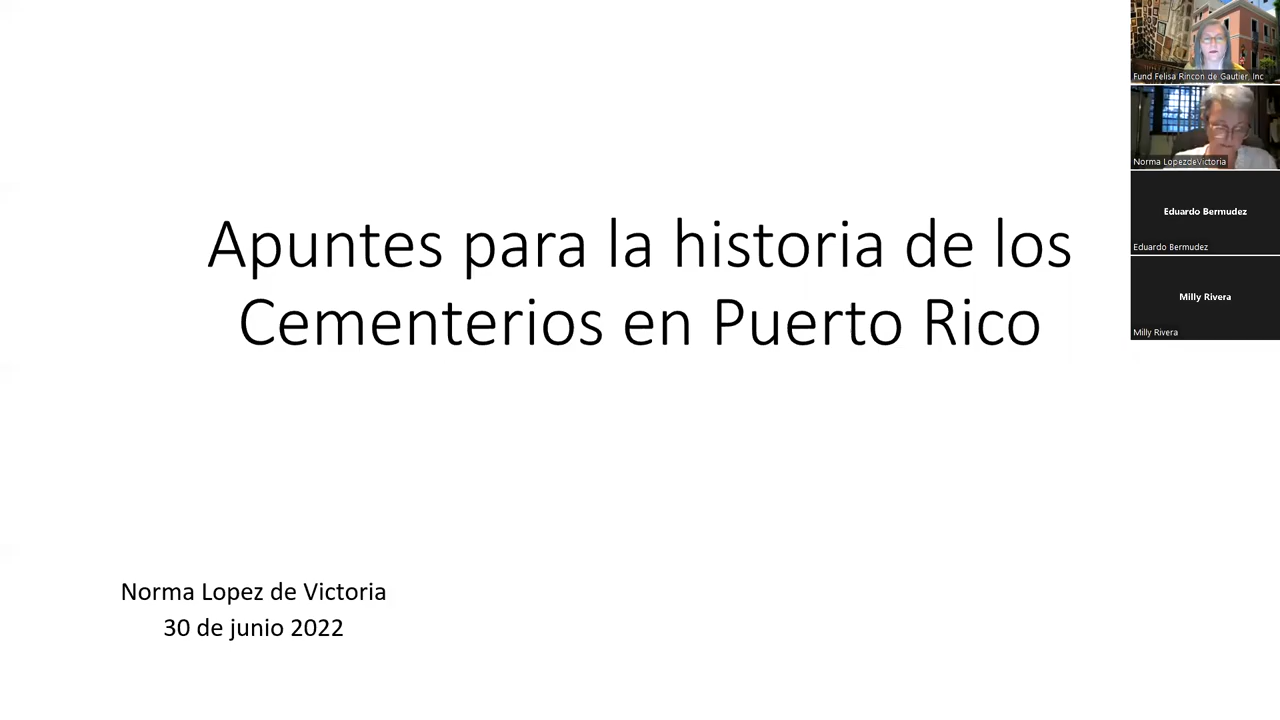 Apuntes para la historia de los
Cementerios en Puerto Rico
Norma Lopez de Victoria
30 de junio 2022
Fund Felisa Rincon de Gautier, Inc
Norma LopezdeVictoria
Eduardo Bermudez
Eduardo Bermudez
Milly Rivera
Milly Rivera